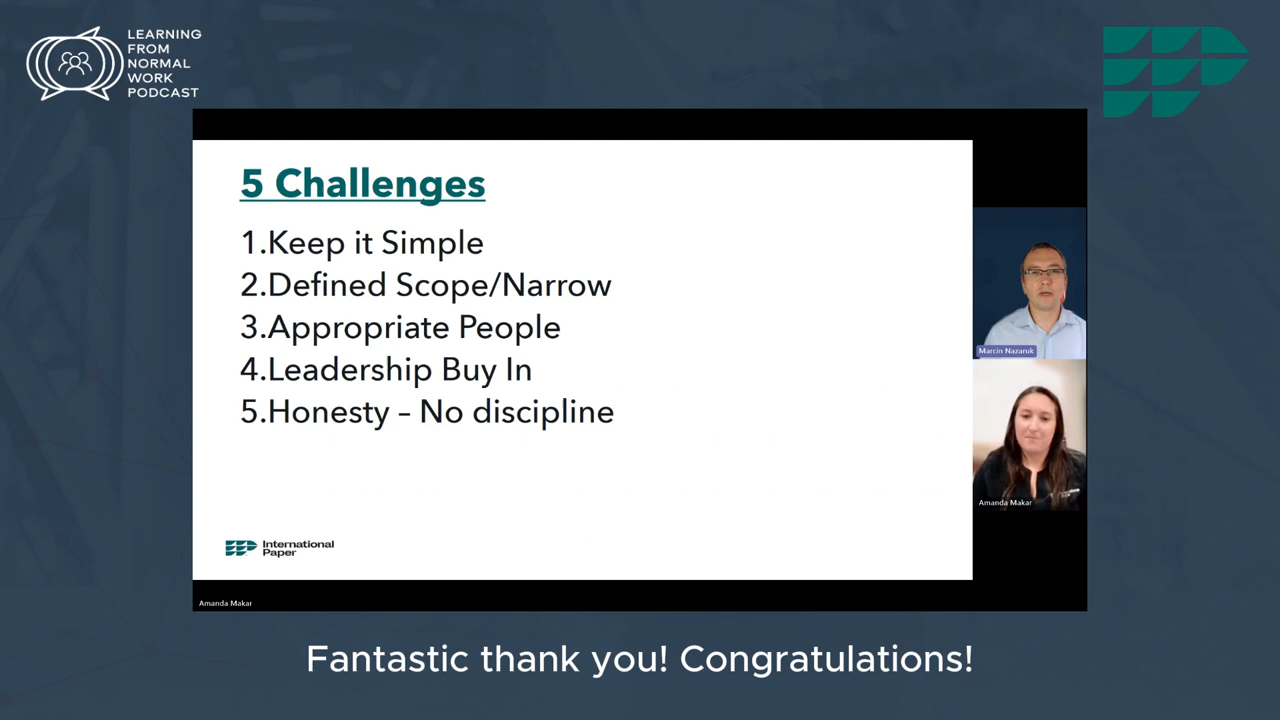 LEARNING
FROM
NORMAL
WORK
PODCAST
5 Challenges
1.Keep it Simple
2.Defined Scope/Narrow
3.Appropriate People
4.Leadership Buy In
5.Honesty – No discipline
International
Paper
Marcin Nazaruk
Amanda Makar
Amanda Makar
Fantastic thank you! Congratulations!